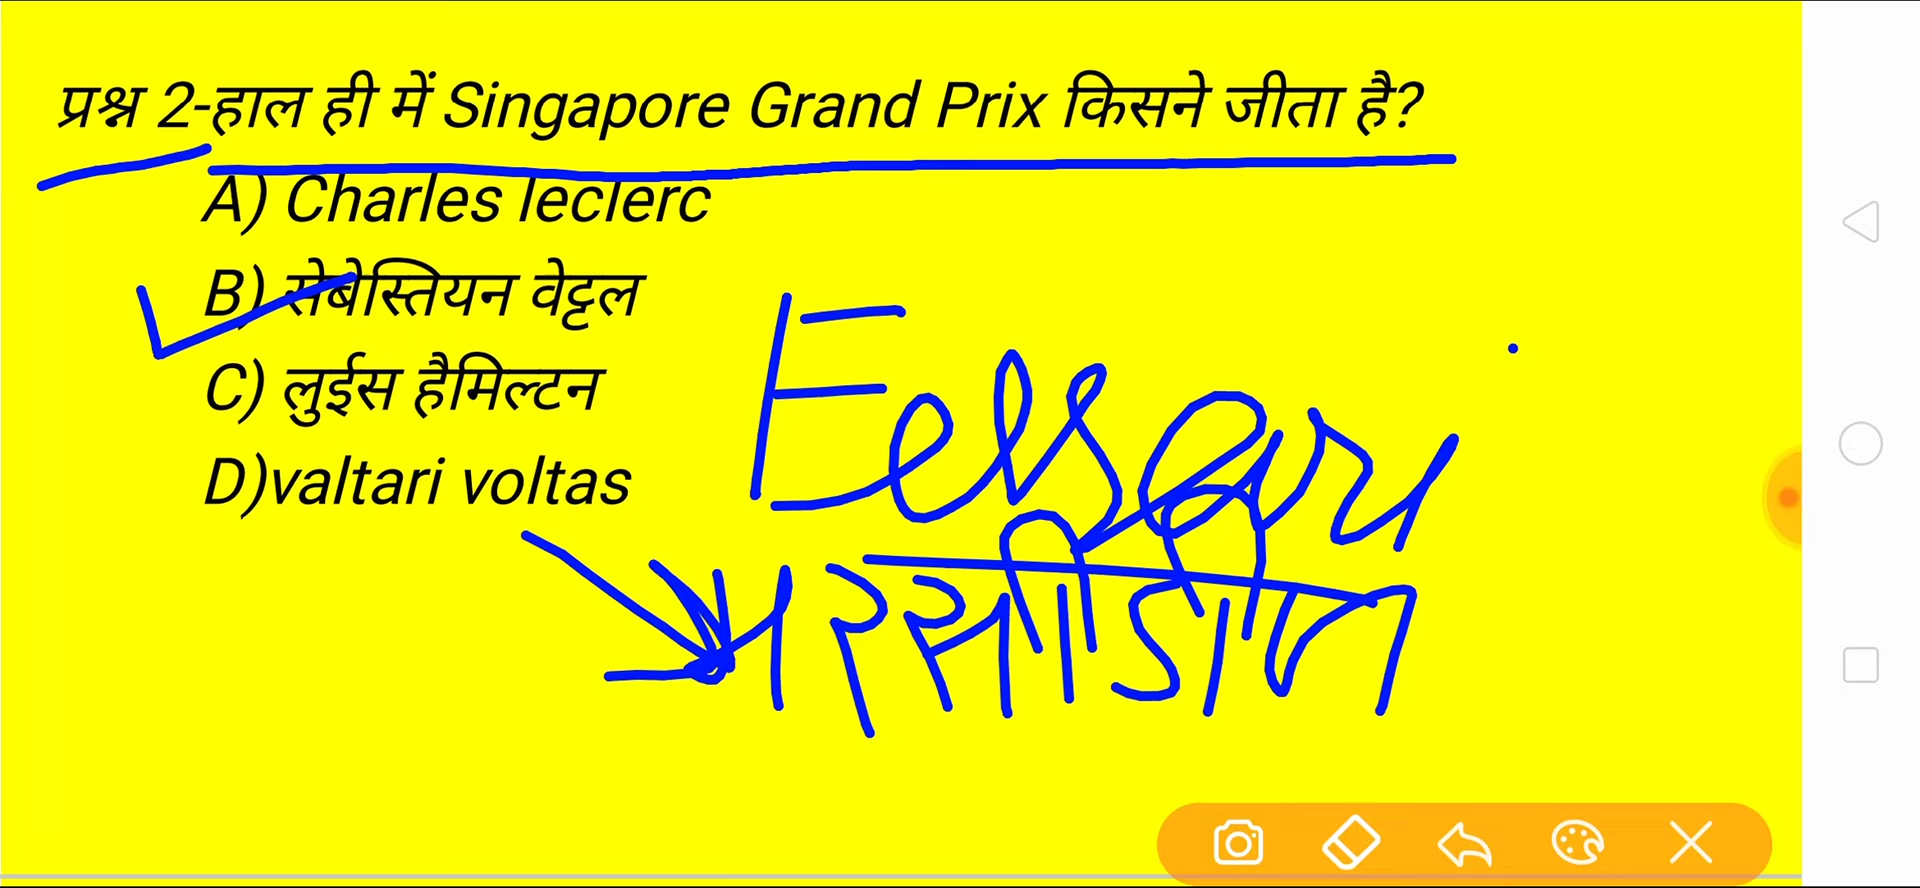 प्रश्न 2-हाल ही में Singapore Grand Prix किसने जीता है?
A) Charles leclerc
B) सेबेस्तियन वेट्टल
C) लुईस हैमिल्टन
D)valtari voltas